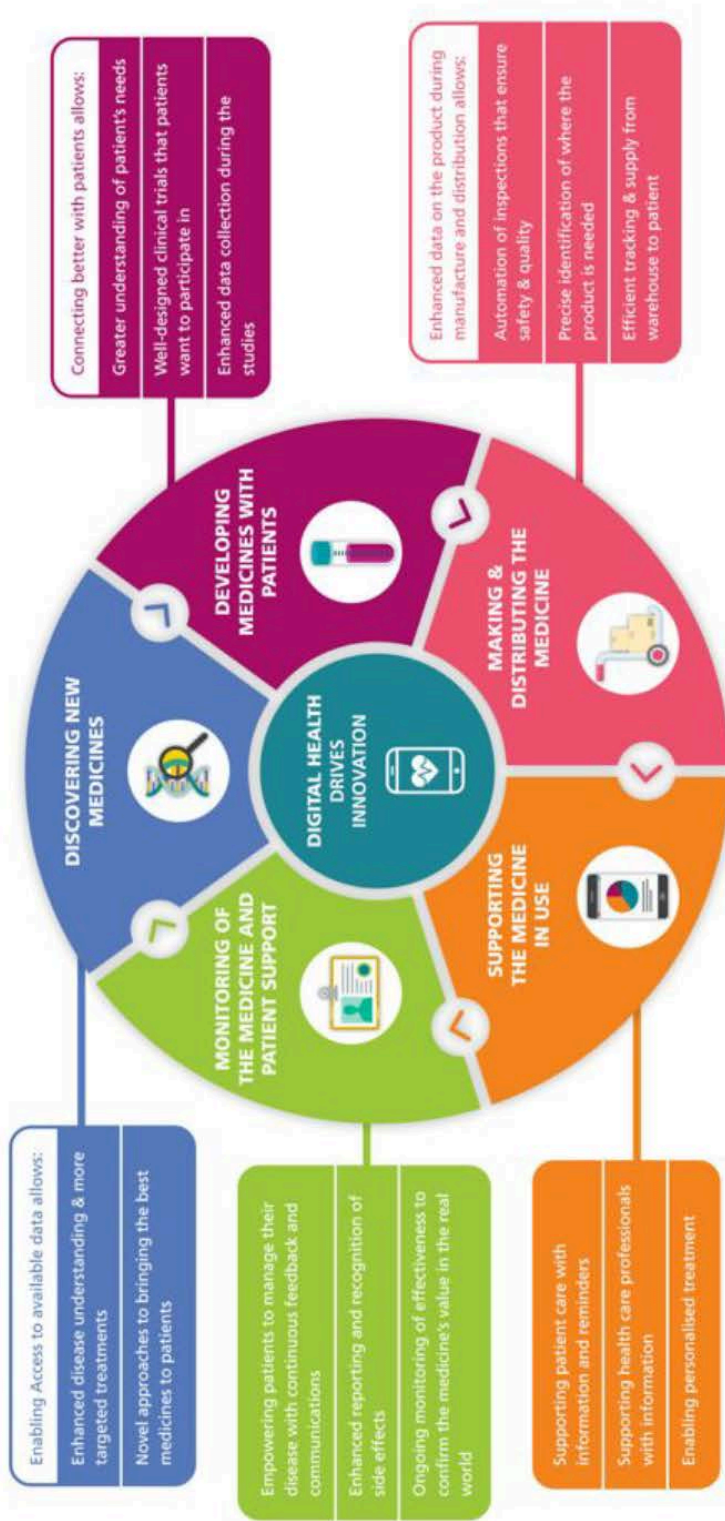 Enabling Access to available data allows:
Enhanced disease understanding & more
targeted treatments
Novel approaches to bringing the best
medicines to patients
Empowering patients to manage their
disease with continuous feedback and
communications
Enhanced reporting and recognition of
side effects
Ongoing monitoring of effectiveness to
confirm the medicine's value in the real
world
Supporting patient care with
information and reminders
Supporting health care professionals
with information
Enabling personalised treatment
DISCOVERING NEW
MEDICINES
DEVELOPING
MEDICINES WITH
PATIENTS
MAKING &
DISTRIBUTING THE
MEDICINE
SUPPORTING
THE MEDICINE
IN USE
MONITORING OF
THE MEDICINE AND
PATIENT SUPPORT
DIGITAL HEALTH
DRIVES
INNOVATION
Connecting better with patients allows:
Greater understanding of patient's needs
Well-designed clinical trials that patients
want to participate in
Enhanced data collection during the
studies
Enhanced data on the product during
manufacture and distribution allows:
Automation of inspections that ensure
safety & quality
Precise identification of where the
product is needed
Efficient tracking & supply from
warehouse to patient